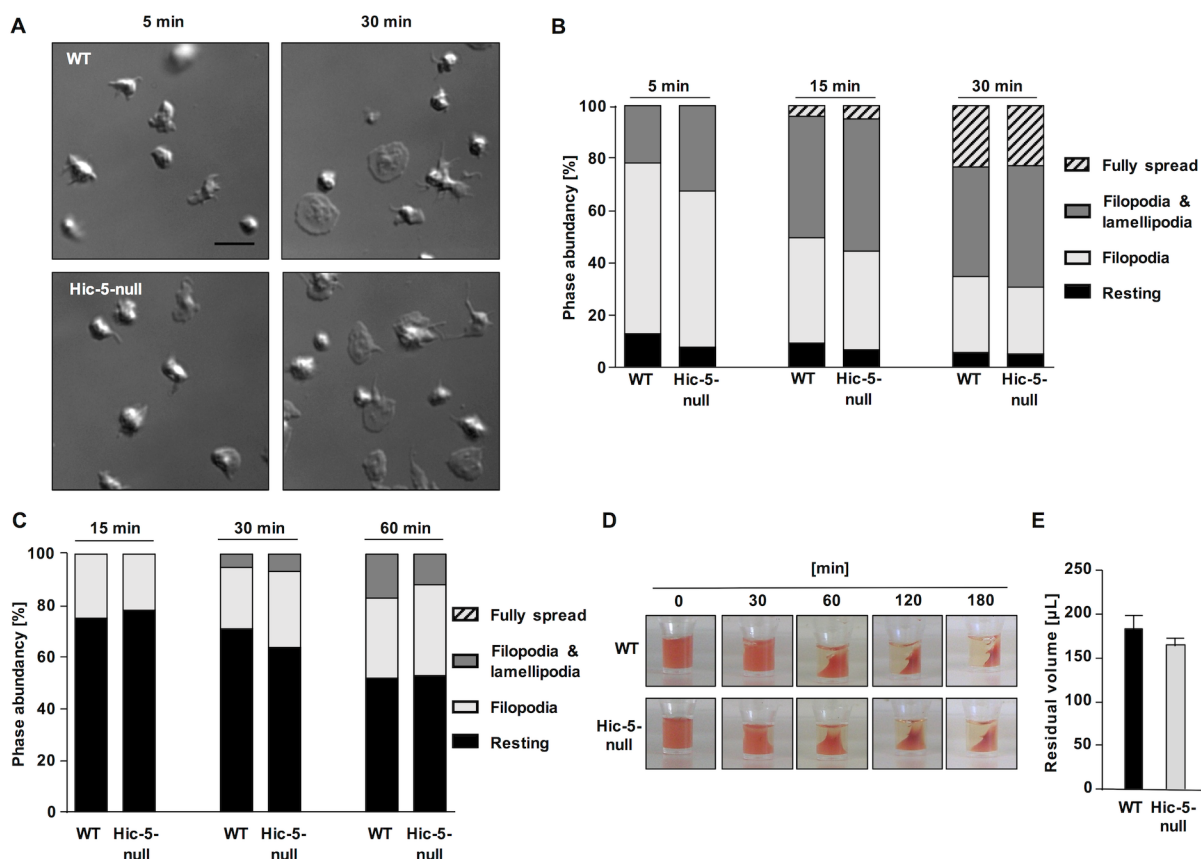 A
5 min
30 min
WT
Hic-5-null
B
5 min
15 min
30 min
Phase abundancy [%]
100
80
60
40
20
0
WT
Hic-5-
null
WT
Hic-5-
null
WT
Hic-5-
null
Fully spread
Filopodia &
lamellipodia
Filopodia
Resting
C
15 min
30 min
60 min
Phase abundancy [%]
100
80
60
40
20
0
WT
Hic-5-
null
WT
Hic-5-
null
WT
Hic-5-
null
Fully spread
Filopodia &
lamellipodia
Filopodia
Resting
D
[min]
0 30 60 120 180
WT
Hic-5-
null
E
Residual volume [µL]
250
200
150
100
50
0
WT
Hic-5-
null